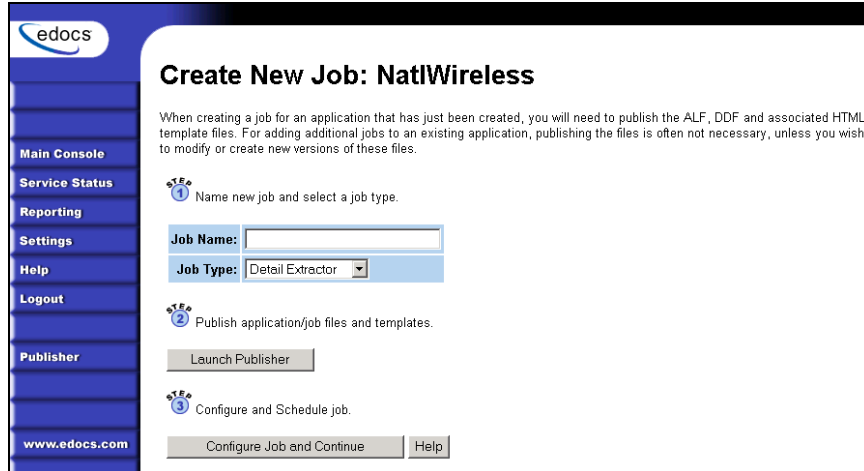 edocs
Main Console
Service Status
Reporting
Settings
Help
Logout
Publisher
www.edocs.com
Create New Job: NatlWireless
When creating a job for an application that has just been created, you will need to publish the ALF, DDF and associated HTML
template files. For adding additional jobs to an existing application, publishing the files is often not necessary, unless you wish
to modify or create new versions of these files.
STEP 1 Name new job and select a job type.
Job Name:
Job Type: Detail Extractor
STEP 2 Publish application/job files and templates.
Launch Publisher
STEP 3 Configure and Schedule job.
Configure Job and Continue Help